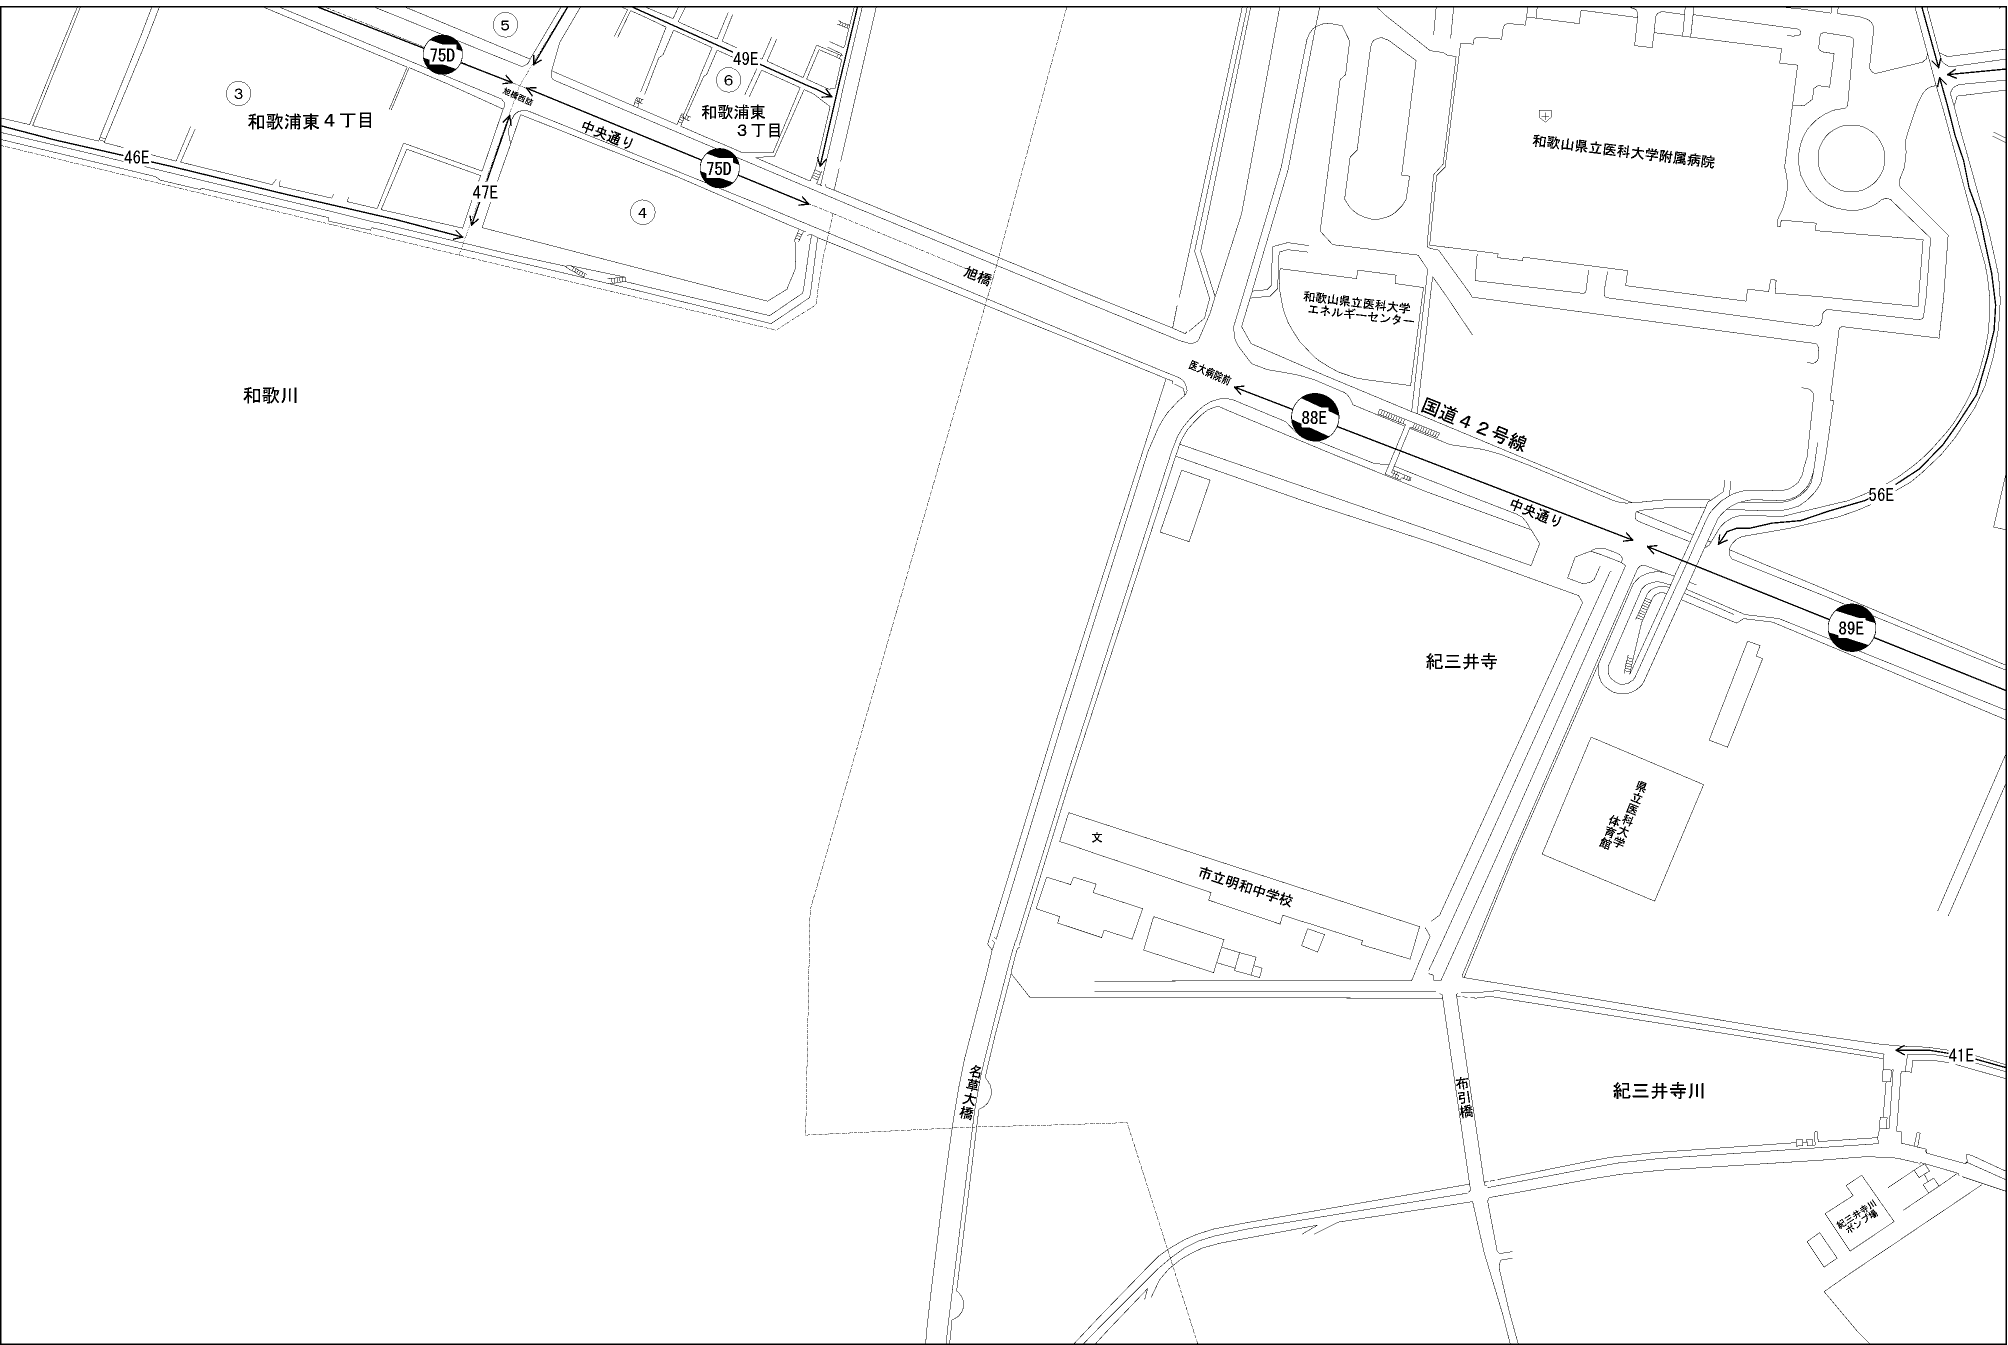 ⑤
75D
49E
⑥
③
旭橋西詰
和歌浦東
３丁目
和歌浦東４丁目
中央通り
46E
75D
47E
④
和歌山県立医科大学附属病院
旭橋
和歌山県立医科大学
エネルギーセンター
医大病院前
和歌川
88E
国道４２号線
中央通り
56E
89E
紀三井寺
県立医科大学
体育館
文
市立明和中学校
41E
名草大橋
布引橋
紀三井寺川
紀三井寺川
ポンプ場